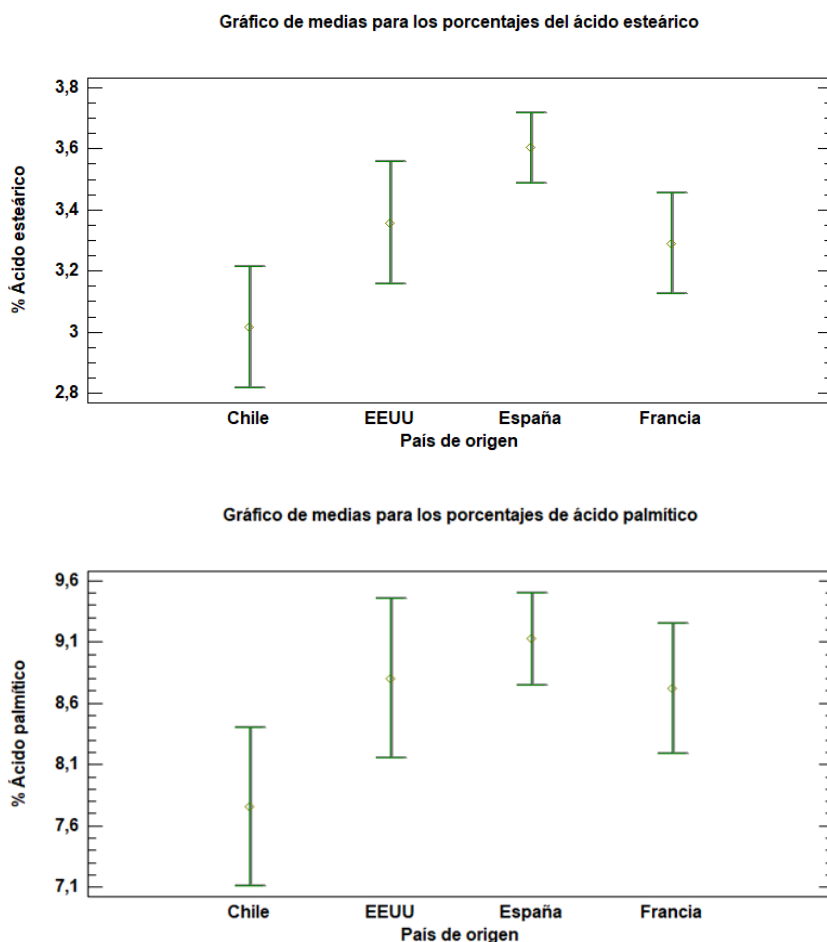 Gráfico de medias para los porcentajes del ácido esteárico
% Ácido esteárico
3,8
3,6
3,4
3,2
3
2,8
Chile EEUU España Francia
País de origen
Gráfico de medias para los porcentajes de ácido palmítico
% Ácido palmítico
9,6
9,1
8,6
8,1
7,6
7,1
Chile EEUU España Francia
País de origen